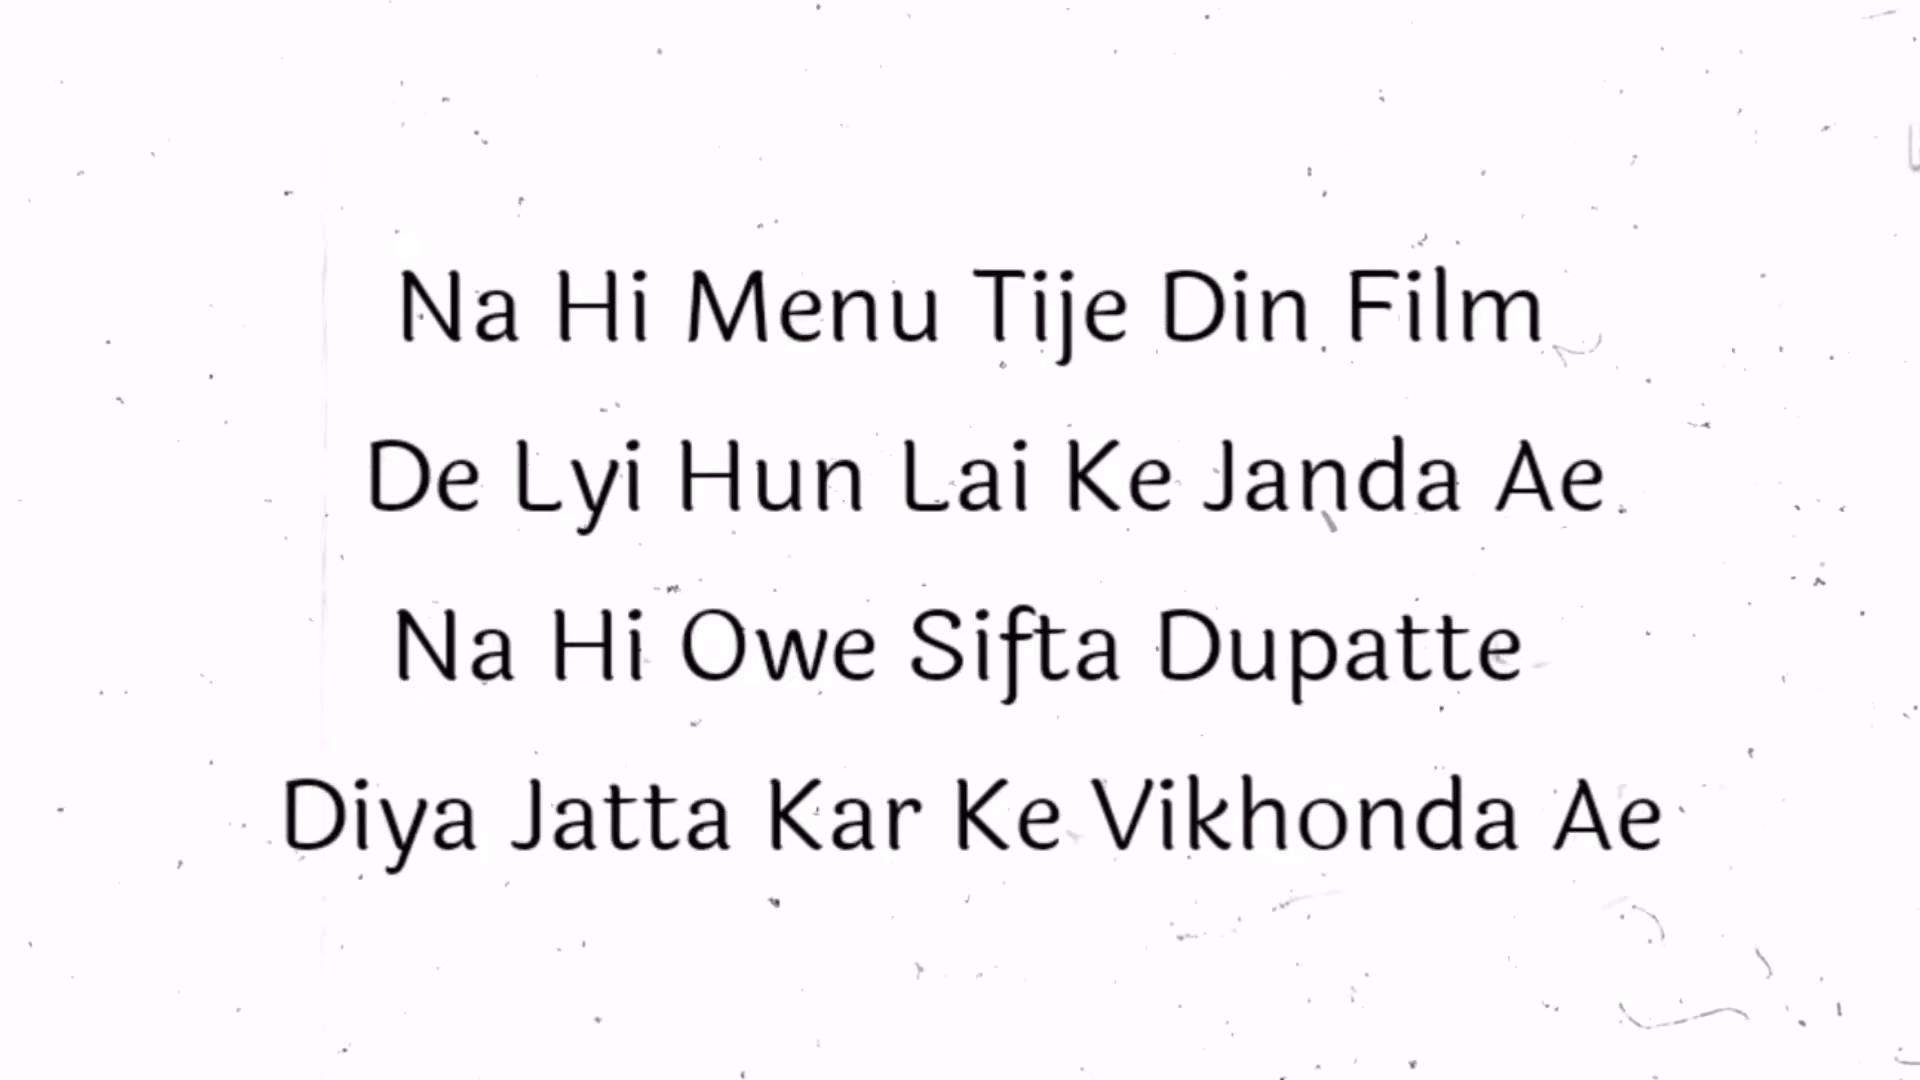 Na Hi Menu Tije Din Film
De Lyi Hun Lai Ke Janda Ae
Na Hi Owe Sifta Dupatte
Diya Jatta Kar Ke Vikhonda Ae